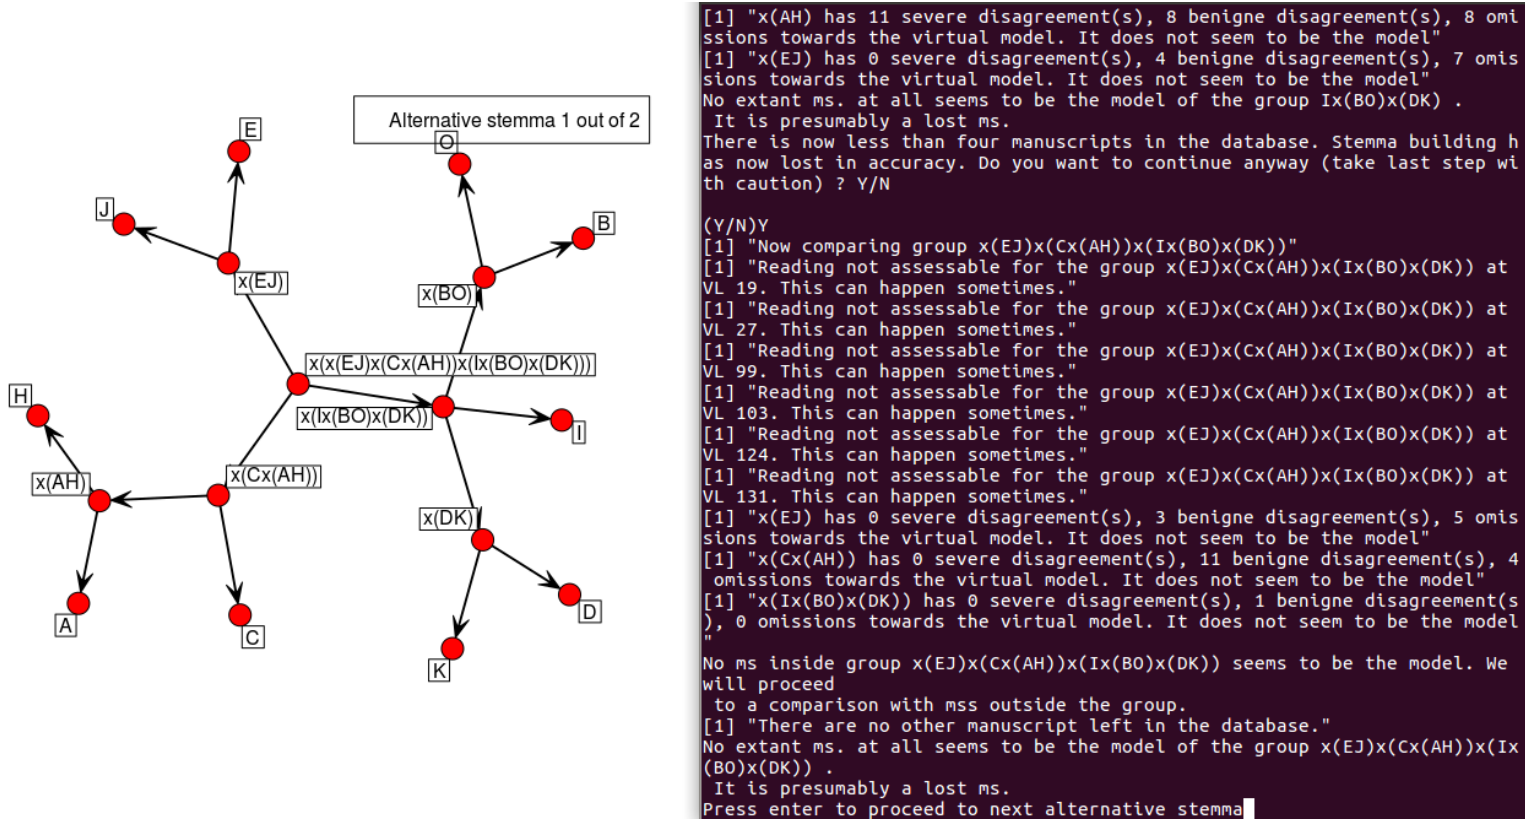 Alternative stemma 1 out of 2
E
O
J
B
x(EJ)
x(BO)
x(x(EJ)x(Cx(AH))x(Ix(BO)x(DK)))
H
x(Ix(BO)x(DK))
I
x(AH)
x(Cx(AH))
x(DK)
A
C
D
K
[1] "x(AH) has 11 severe disagreement(s), 8 benigne disagreement(s), 8 omi
ssions towards the virtual model. It does not seem to be the model"
[1] "x(EJ) has 0 severe disagreement(s), 4 benigne disagreement(s), 7 omis
sions towards the virtual model. It does not seem to be the model"
No extant ms. at all seems to be the model of the group Ix(BO)x(DK) .
It is presumably a lost ms.
There is now less than four manuscripts in the database. Stemma building h
as now lost in accuracy. Do you want to continue anyway (take last step wi
th caution) ? Y/N
(Y/N)Y
[1] "Now comparing group x(EJ)x(Cx(AH))x(Ix(BO)x(DK))"
[1] "Reading not assessable for the group x(EJ)x(Cx(AH))x(Ix(BO)x(DK)) at
VL 19. This can happen sometimes."
[1] "Reading not assessable for the group x(EJ)x(Cx(AH))x(Ix(BO)x(DK)) at
VL 27. This can happen sometimes."
[1] "Reading not assessable for the group x(EJ)x(Cx(AH))x(Ix(BO)x(DK)) at
VL 99. This can happen sometimes."
[1] "Reading not assessable for the group x(EJ)x(Cx(AH))x(Ix(BO)x(DK)) at
VL 103. This can happen sometimes."
[1] "Reading not assessable for the group x(EJ)x(Cx(AH))x(Ix(BO)x(DK)) at
VL 124. This can happen sometimes."
[1] "Reading not assessable for the group x(EJ)x(Cx(AH))x(Ix(BO)x(DK)) at
VL 131. This can happen sometimes."
[1] "x(EJ) has 0 severe disagreement(s), 3 benigne disagreement(s), 5 omis
sions towards the virtual model. It does not seem to be the model"
[1] "x(Cx(AH)) has 0 severe disagreement(s), 11 benigne disagreement(s), 4
omissions towards the virtual model. It does not seem to be the model"
[1] "x(Ix(BO)x(DK)) has 0 severe disagreement(s), 1 benigne disagreement(s
), 0 omissions towards the virtual model. It does not seem to be the model
"
No ms inside group x(EJ)x(Cx(AH))x(Ix(BO)x(DK)) seems to be the model. We
will proceed
to a comparison with mss outside the group.
[1] "There are no other manuscript left in the database."
No extant ms. at all seems to be the model of the group x(EJ)x(Cx(AH))x(Ix
(BO)x(DK)) .
It is presumably a lost ms.
Press enter to proceed to next alternative stemma